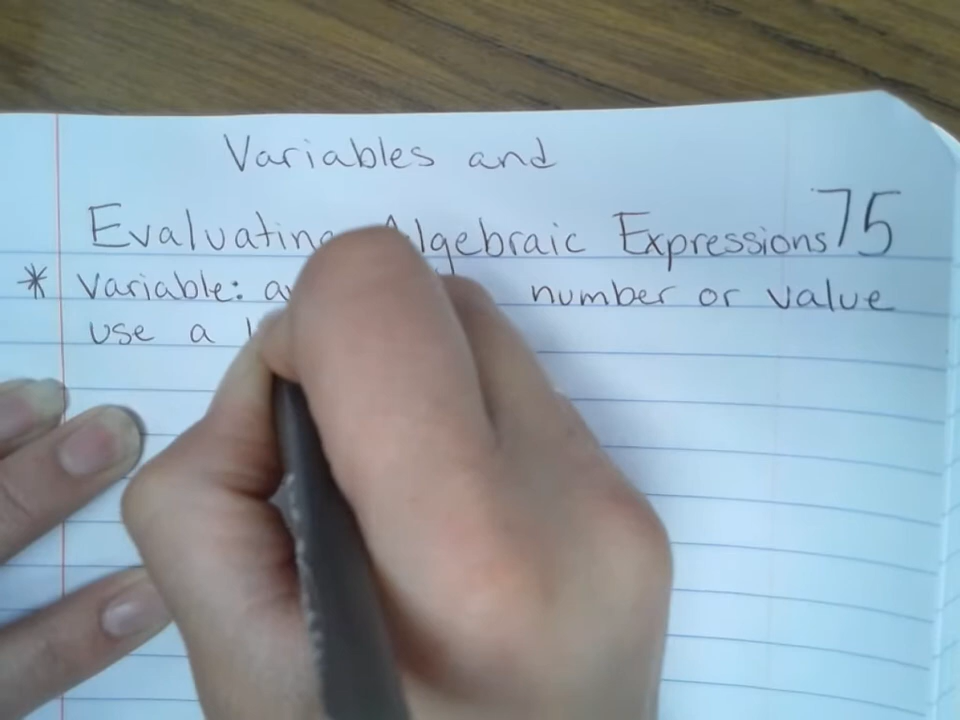 Variables and
Evaluating Algebraic Expressions 75
* Variable: number or value
use a